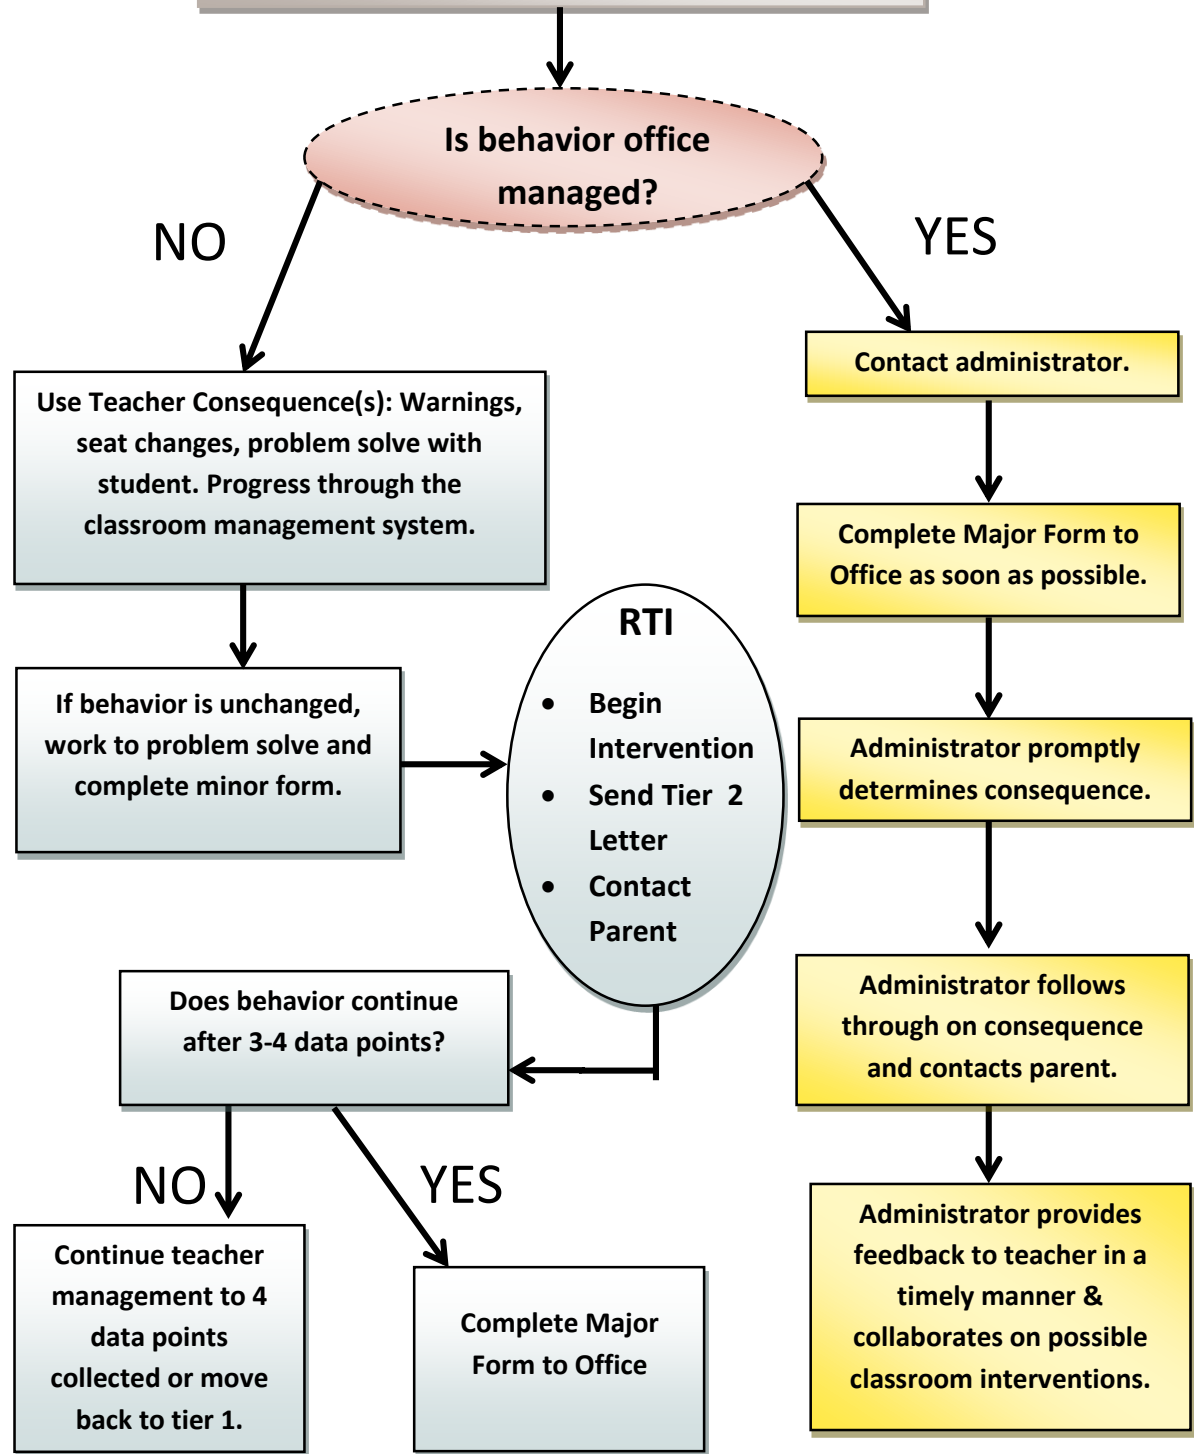 Is behavior office
managed?
NO
YES
Contact administrator.
Use Teacher Consequence(s): Warnings,
seat changes, problem solve with
student. Progress through the
classroom management system.
Complete Major Form to
Office as soon as possible.
RTI
• Begin
Intervention
• Send Tier 2
Letter
• Contact
Parent
If behavior is unchanged,
work to problem solve and
complete minor form.
Administrator promptly
determines consequence.
Does behavior continue
after 3-4 data points?
Administrator follows
through on consequence
and contacts parent.
NO
YES
Continue teacher
management to 4
data points
collected or move
back to tier 1.
Complete Major
Form to Office
Administrator provides
feedback to teacher in a
timely manner &
collaborates on possible
classroom interventions.